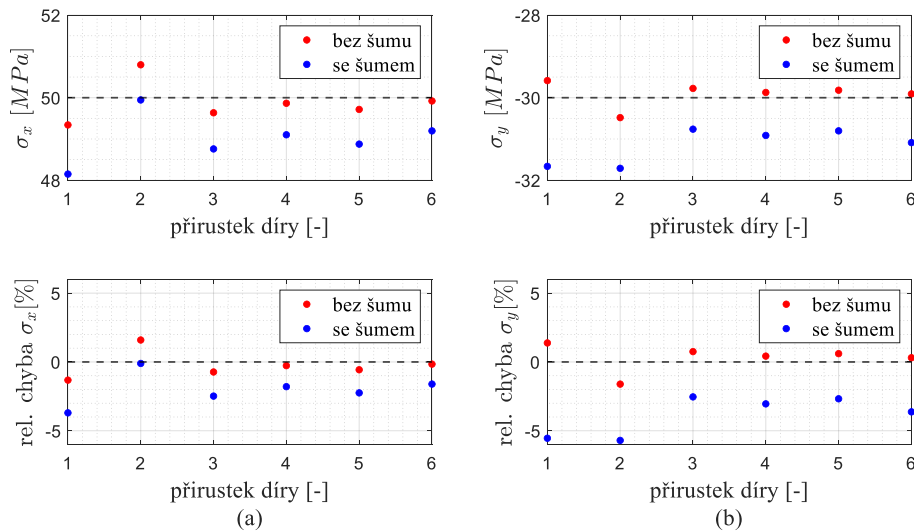 52
50
48
σx [MPa]
bez šumu
se šumem
1 2 3 4 5 6
přirustek díry [-]
-28
-30
-32
σy [MPa]
bez šumu
se šumem
1 2 3 4 5 6
přirustek díry [-]
5
0
-5
rel. chyba σx[%]
bez šumu
se šumem
1 2 3 4 5 6
přirustek díry [-]
(a)
5
0
-5
rel. chyba σy[%]
bez šumu
se šumem
1 2 3 4 5 6
přirustek díry [-]
(b)